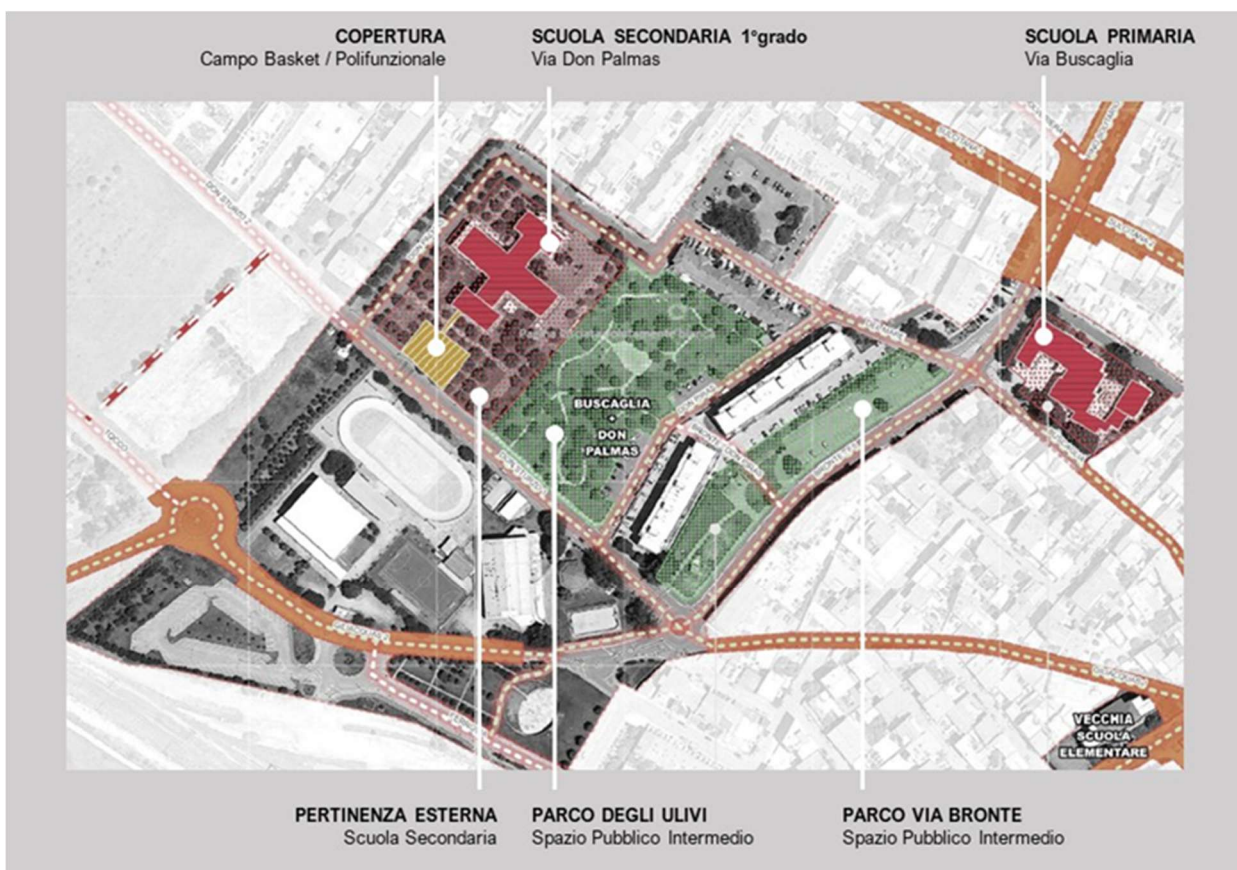 COPERTURA
Campo Basket / Polifunzionale
SCUOLA SECONDARIA 1°grado
Via Don Palmas
SCUOLA PRIMARIA
Via Buscaglia
BUSCAGLIA
+
DON
PALMAS
VECCHIA
SCUOLA
ELEMENTARE
PERTINENZA ESTERNA
Scuola Secondaria
PARCO DEGLI ULIVI
Spazio Pubblico Intermedio
PARCO VIA BRONTE
Spazio Pubblico Intermedio